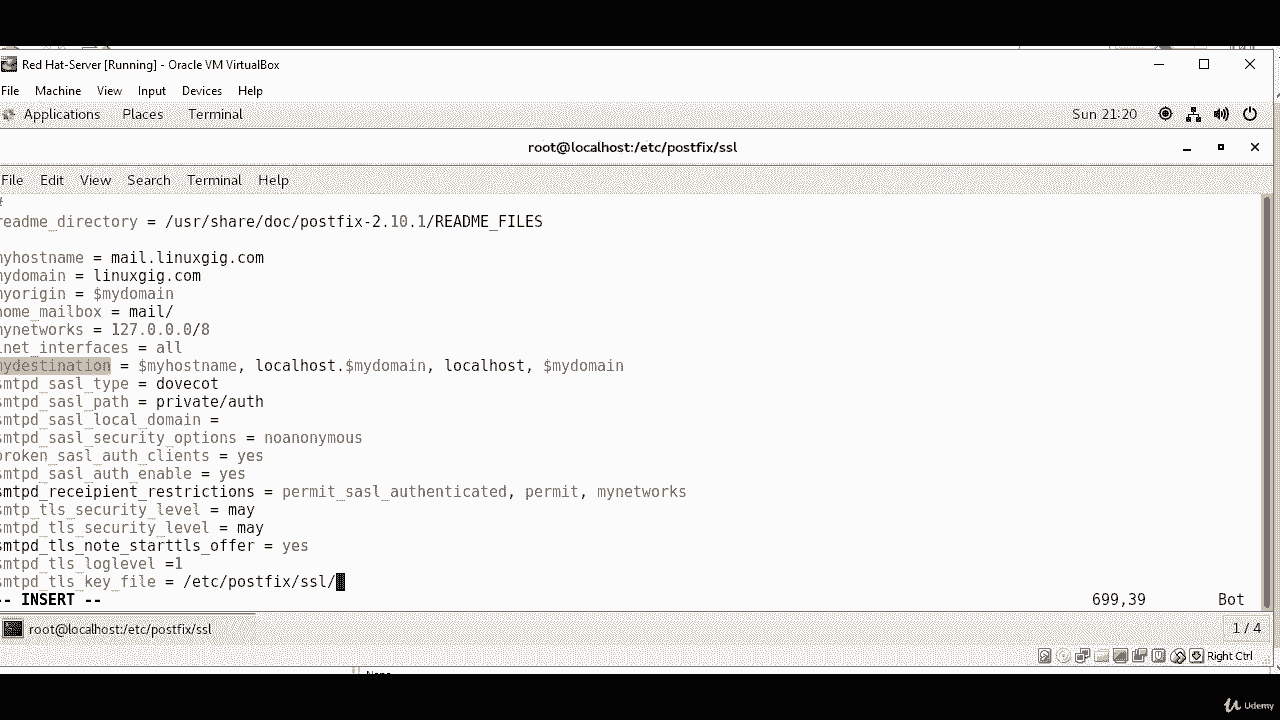 Red Hat-Server [Running] - Oracle VM VirtualBox
File Machine View Input Devices Help
Applications Places Terminal Sun 21:20
root@localhost:/etc/postfix/ssl
File Edit View Search Terminal Help
#
readme_directory = /usr/share/doc/postfix-2.10.1/README_FILES
myhostname = mail.linuxgig.com
mydomain = linuxgig.com
myorigin = $mydomain
home_mailbox = mail/
mynetworks = 127.0.0.0/8
inet_interfaces = all
mydestination = $myhostname, localhost.$mydomain, localhost, $mydomain
smtpd_sasl_type = dovecot
smtpd_sasl_path = private/auth
smtpd_sasl_local_domain =
smtpd_sasl_security_options = noanonymous
broken_sasl_auth_clients = yes
smtpd_sasl_auth_enable = yes
smtpd_receipient_restrictions = permit_sasl_authenticated, permit, mynetworks
smtp_tls_security_level = may
smtpd_tls_security_level = may
smtpd_tls_note_starttls_offer = yes
smtpd_tls_loglevel =1
smtpd_tls_key_file = /etc/postfix/ssl/
-- INSERT -- 699,39 Bot
root@localhost:/etc/postfix/ssl 1 / 4
Right Ctrl
Udemy